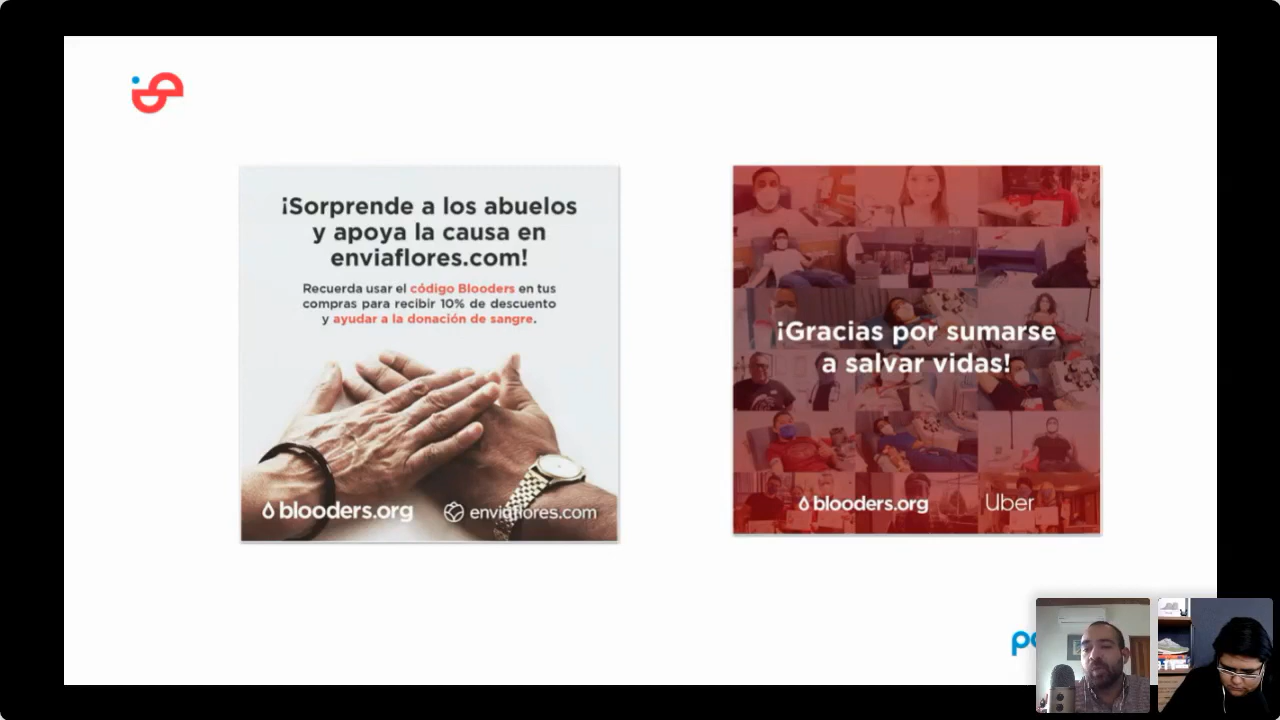 ¡Sorprende a los abuelos
y apoya la causa en
enviaflores.com!
Recuerda usar el código Blooders en tus
compras para recibir 10% de descuento
y ayudar a la donación de sangre.
blooders.org
enviaflores.com
¡Gracias por sumarse
a salvar vidas!
blooders.org
Uber